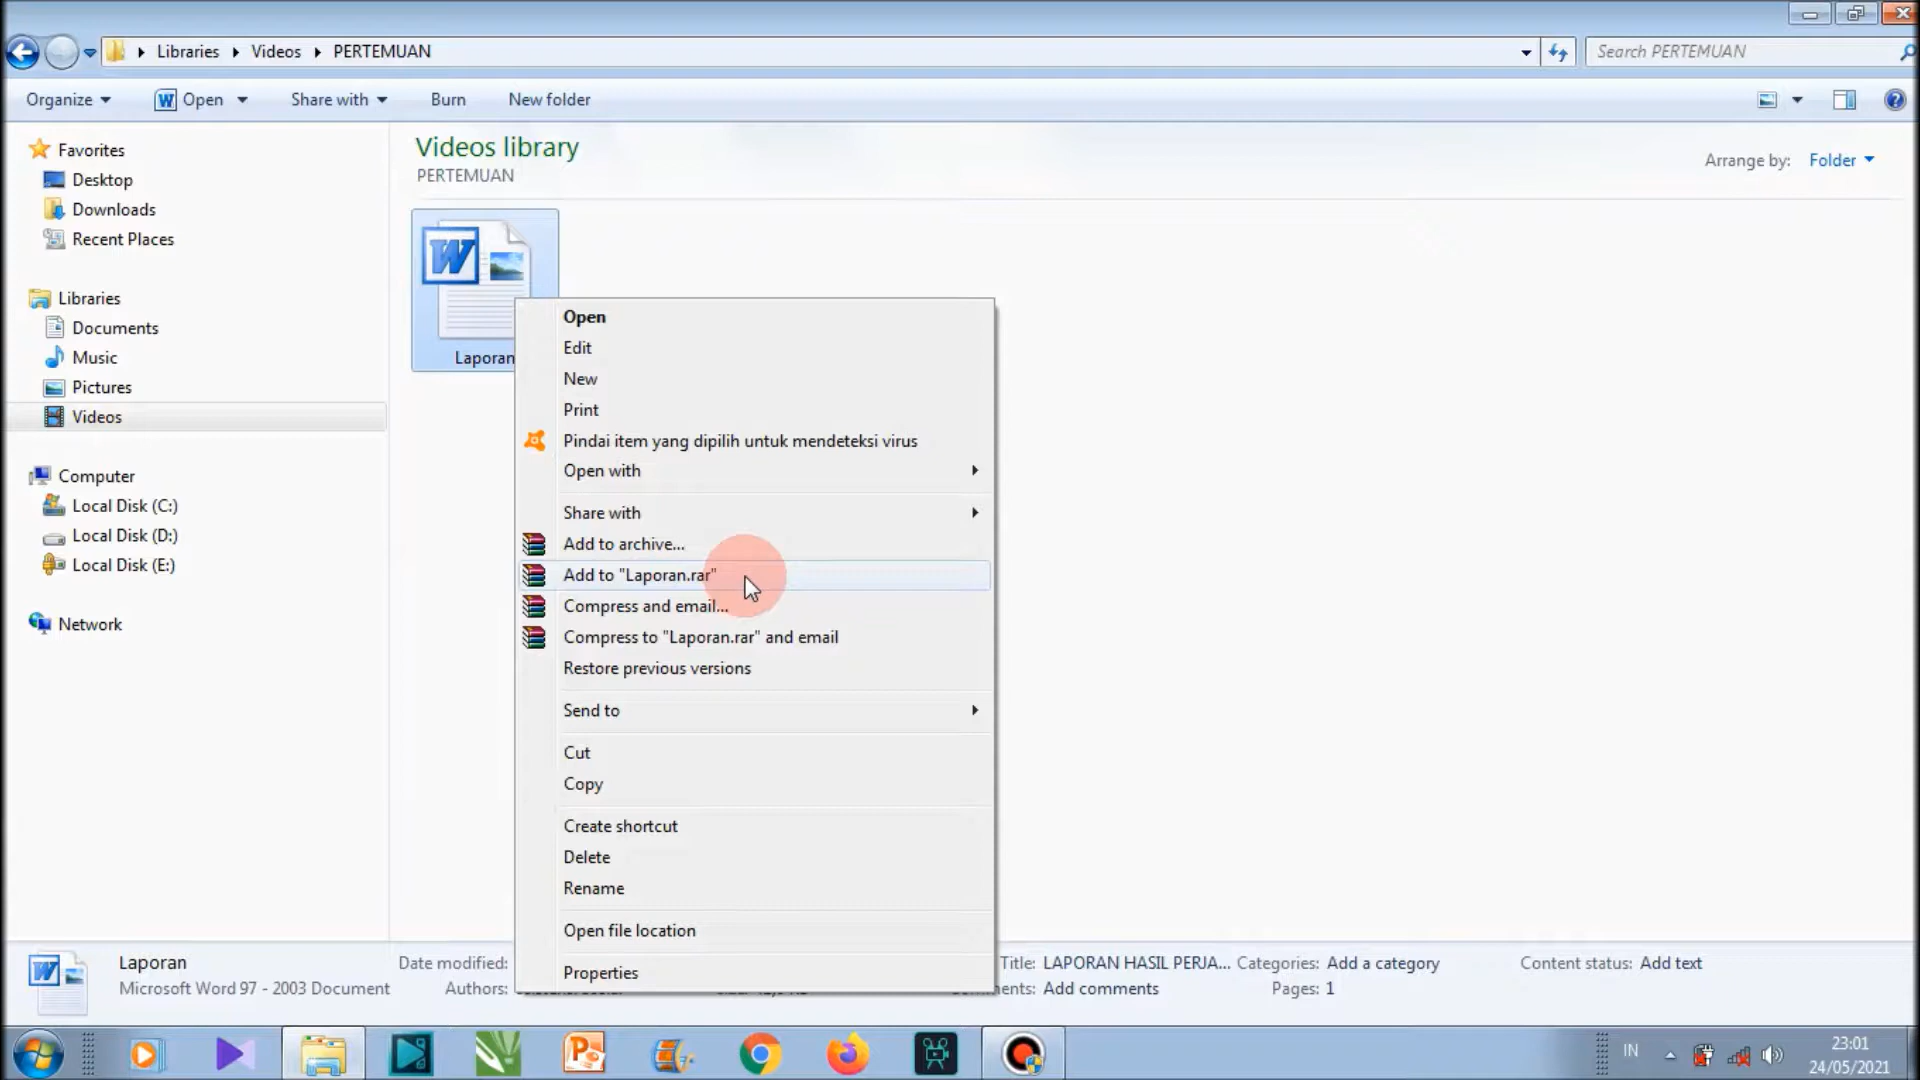 Libraries Videos PERTEMUAN
Search PERTEMUAN
Organize Open Share with Burn New folder
Favorites
Desktop
Downloads
Recent Places
Libraries
Documents
Music
Pictures
Videos
Computer
Local Disk (C:)
Local Disk (D:)
Local Disk (E:)
Network
Videos library
PERTEMUAN
Arrange by: Folder
Laporan
Open
Edit
New
Print
Pindai item yang dipilih untuk mendeteksi virus
Open with
Share with
Add to archive...
Add to "Laporan.rar"
Compress and email...
Compress to "Laporan.rar" and email
Restore previous versions
Send to
Cut
Copy
Create shortcut
Delete
Rename
Open file location
Properties
Laporan Date modified: Title: LAPORAN HASIL PERJA... Categories: Add a category Content status: Add text
Microsoft Word 97 - 2003 Document Authors: Add comments Pages: 1
IN
23:01
24/05/2021